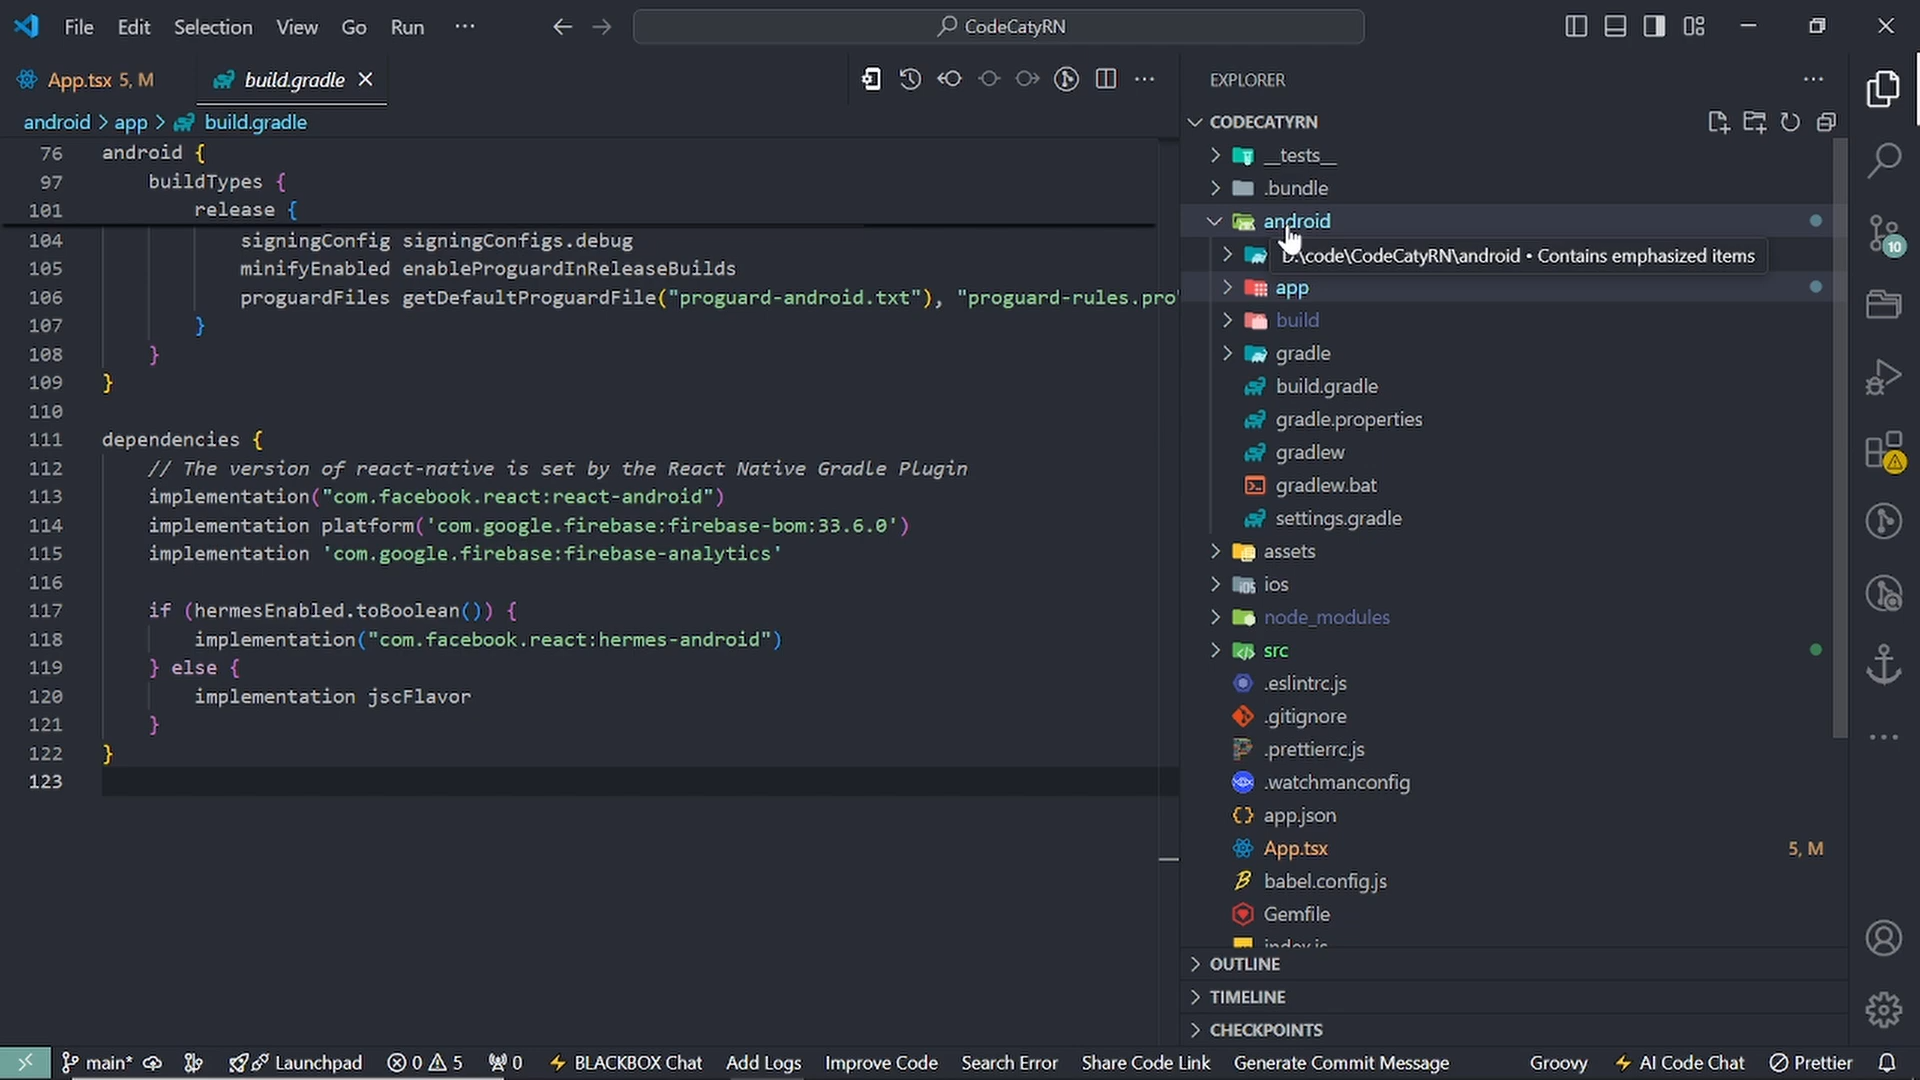 File Edit Selection View Go Run ··· CodeCatyRN
App.tsx 5, M build.gradle
android > app > build.gradle
76 android {
97 buildTypes {
101 release {
104 signingConfig signingConfigs.debug
105 minifyEnabled enableProguardInReleaseBuilds
106 proguardFiles getDefaultProguardFile("proguard-android.txt"), "proguard-rules.pro"
107 }
108 }
109 }
110
111 dependencies {
112 // The version of react-native is set by the React Native Gradle Plugin
113 implementation("com.facebook.react:react-android")
114 implementation platform('com.google.firebase:firebase-bom:33.6.0')
115 implementation 'com.google.firebase:firebase-analytics'
116
117 if (hermesEnabled.toBoolean()) {
118 implementation("com.facebook.react:hermes-android")
119 } else {
120 implementation jscFlavor
121 }
122 }
123
EXPLORER
CODECATYRN
__tests__
.bundle
android
D:\code\CodeCatyRN\android • Contains emphasized items
app
build
gradle
build.gradle
gradle.properties
gradlew
gradlew.bat
settings.gradle
assets
ios
node_modules
src
.eslintrc.js
.gitignore
.prettierrc.js
.watchmanconfig
app.json
App.tsx 5, M
babel.config.js
Gemfile
index.js
OUTLINE
TIMELINE
CHECKPOINTS
10
main* Launchpad 0 5 0 BLACKBOX Chat Add Logs Improve Code Search Error Share Code Link Generate Commit Message Groovy AI Code Chat Prettier